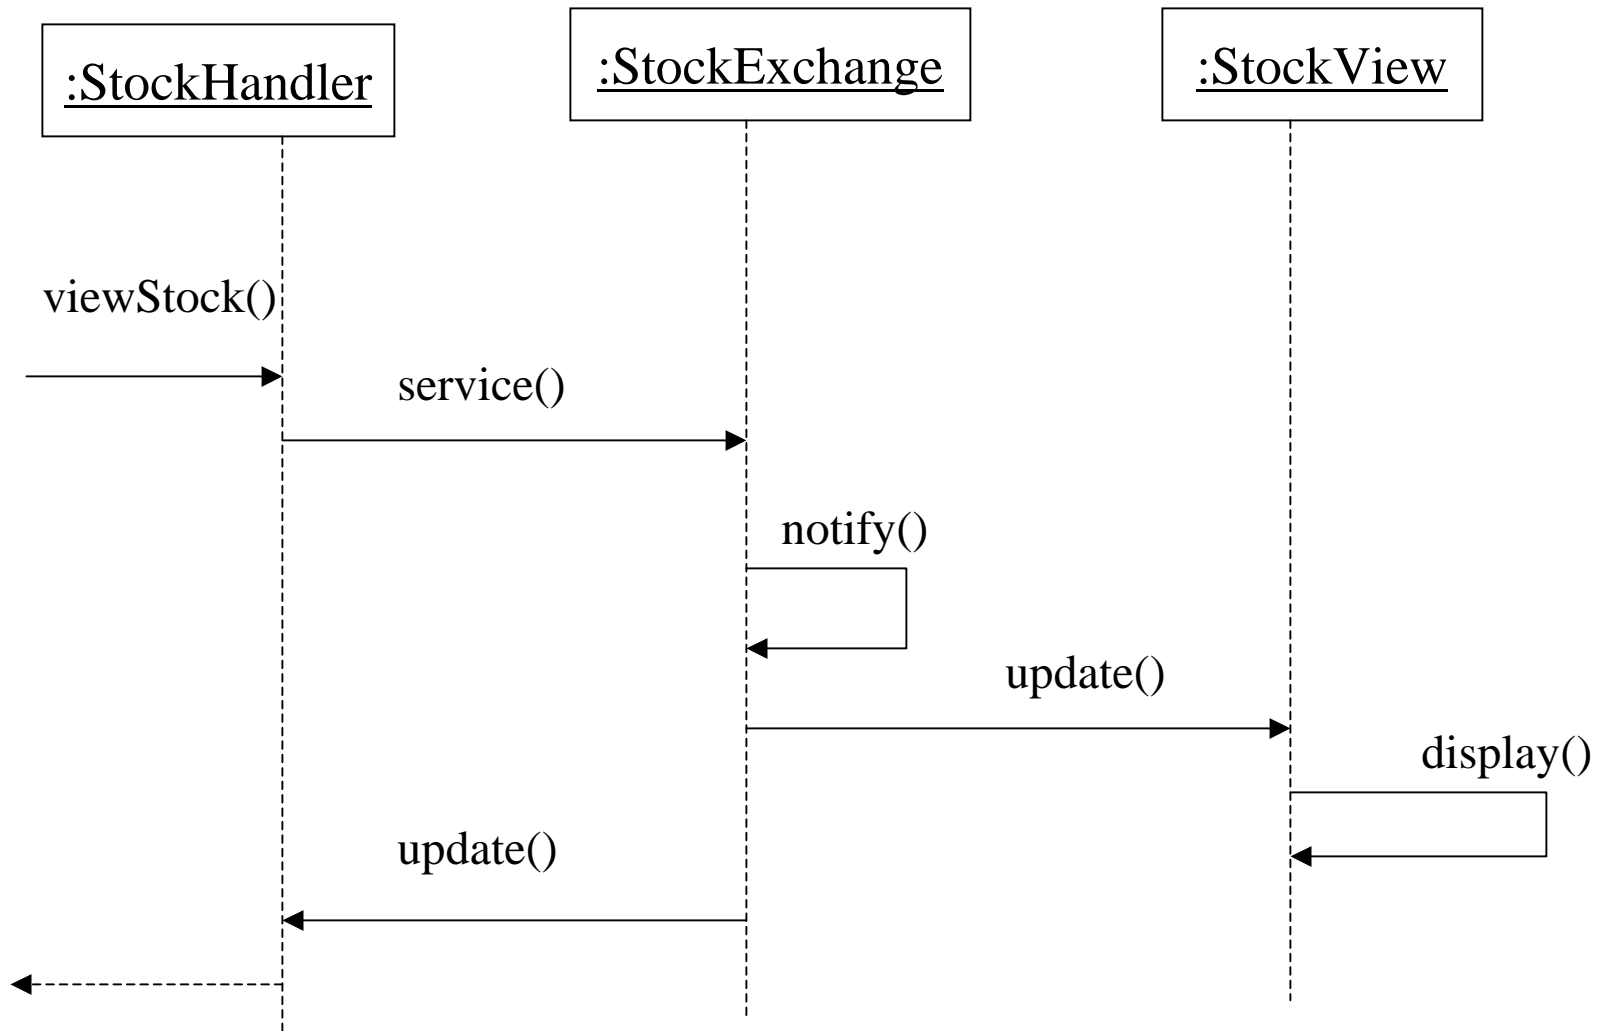 :StockHandler
:StockExchange
:StockView
viewStock()
service()
notify()
update()
display()
update()